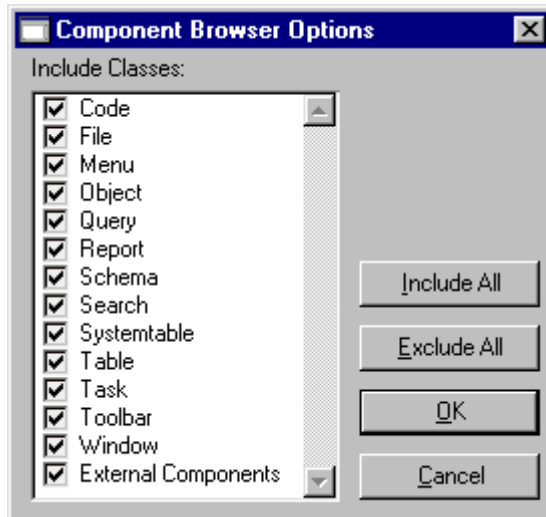 Component Browser Options
Include Classes:
Code
File
Menu
Object
Query
Report
Schema
Search
Systemtable
Table
Task
Toolbar
Window
External Components
Include All
Exclude All
OK
Cancel